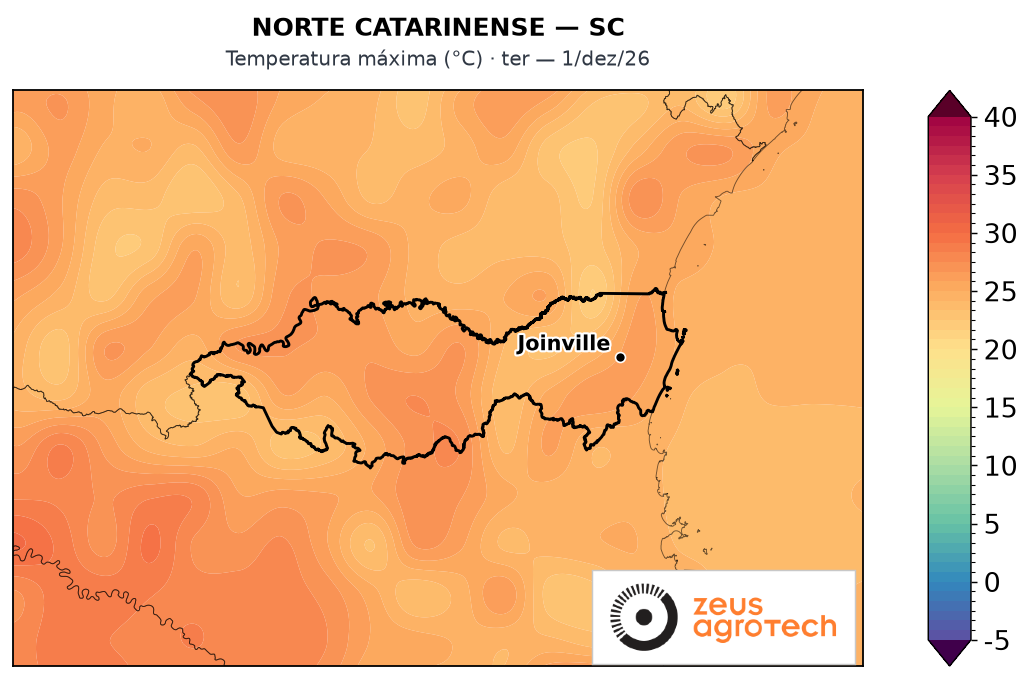 NORTE CATARINENSE — SC
Temperatura máxima (°C) · ter — 1/dez/26
40
35
30
25
20
15
10
5
0
-5
Joinville
zeus
agrotech